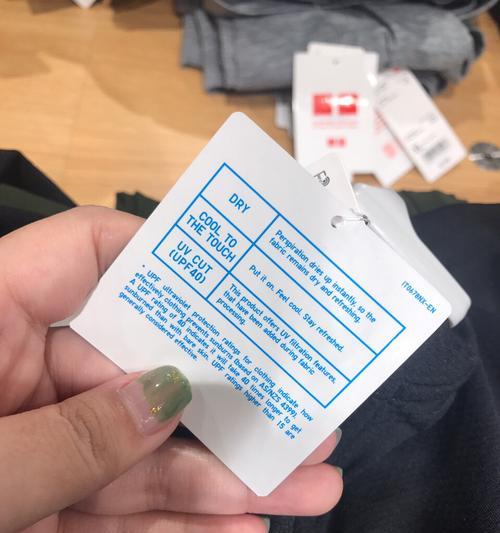 DRY
Perspiration dries up instantly, so the
fabric remains dry and refreshing.
COOL TO
THE TOUCH
Put it on. Feel cool. Stay refreshed.
UV CUT
(UPF40)
This product offers UV filtration features,
that have been added during fabric
processing.
• UPF ultraviolet protection ratings for clothing indicate how
effectively clothing prevents sunburns (based on AS/NZS 4399).
A UPF rating of 40 indicates it will take 40 times longer to get
sunburned than with bare skin. UPF ratings higher than 15 are
generally considered effective.